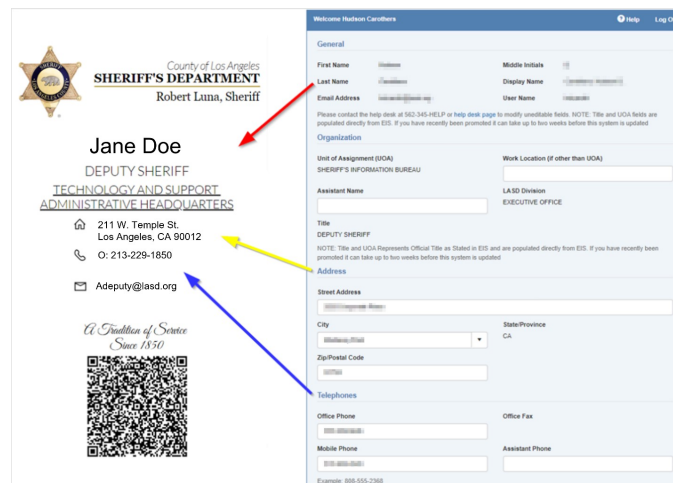 County of Los Angeles
SHERIFF'S DEPARTMENT
Robert Luna, Sheriff
Jane Doe
DEPUTY SHERIFF
TECHNOLOGY AND SUPPORT
ADMINISTRATIVE HEADQUARTERS
211 W. Temple St.
Los Angeles, CA 90012
O: 213-229-1850
Adeputy@lasd.org
A Tradition of Service
Since 1850
Welcome Hudson Carothers
Help Log O
General
First Name Middle Initials
Last Name Display Name
Email Address User Name
Please contact the help desk at 562-345-HELP or help desk page to modify uneditable fields. NOTE: Title and UOA fields are
populated directly from EIS. If you have recently been promoted it can take up to two weeks before this system is updated
Organization
Unit of Assignment (UOA) Work Location (if other than UOA)
SHERIFF'S INFORMATION BUREAU
Assistant Name LASD Division
EXECUTIVE OFFICE
Title
DEPUTY SHERIFF
NOTE: Title and UOA Represents Official Title as Stated in EIS and are populated directly from EIS. If you have recently been
promoted it can take up to two weeks before this system is updated
Address
Street Address
City State/Province
CA
Zip/Postal Code
Telephones
Office Phone Office Fax
Mobile Phone Assistant Phone
Example: 808-555-2368